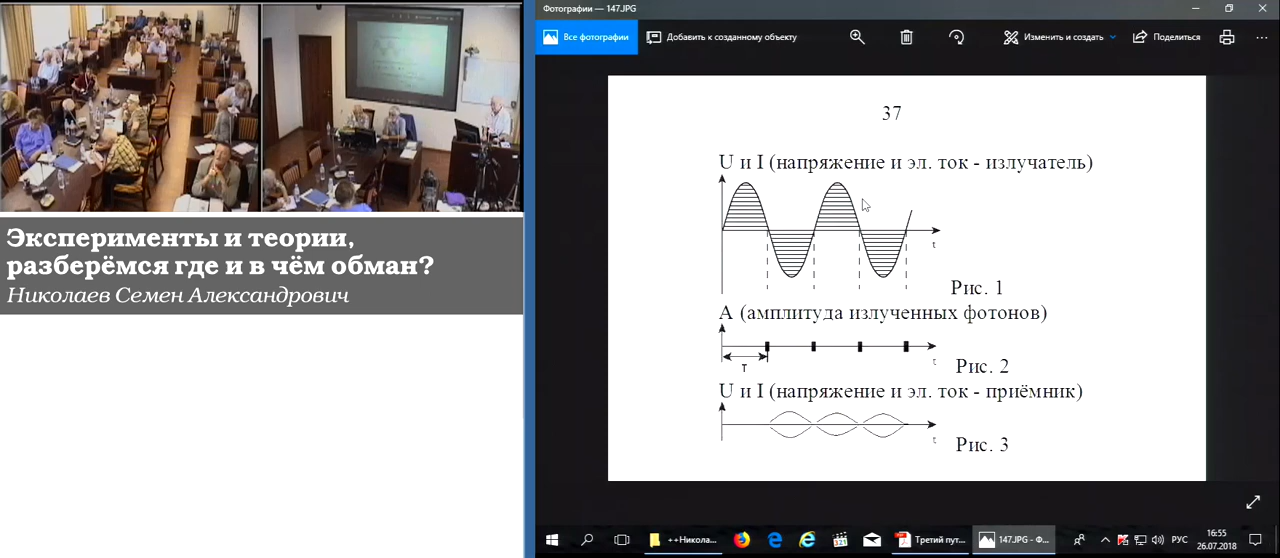 Эксперименты и теории,
разберёмся где и в чём обман?
Николаев Семен Александрович
Фотографии — 147.JPG
Все фотографии
Добавить к созданному объекту
Изменить и создать
Поделиться
37
U и I (напряжение и эл. ток - излучатель)
t
Рис. 1
A (амплитуда излученных фотонов)
T
t
Рис. 2
U и I (напряжение и эл. ток - приёмник)
t
Рис. 3
++Никола...
Третий пут...
147.JPG - Ф...
РУС
16:55
26.07.2018